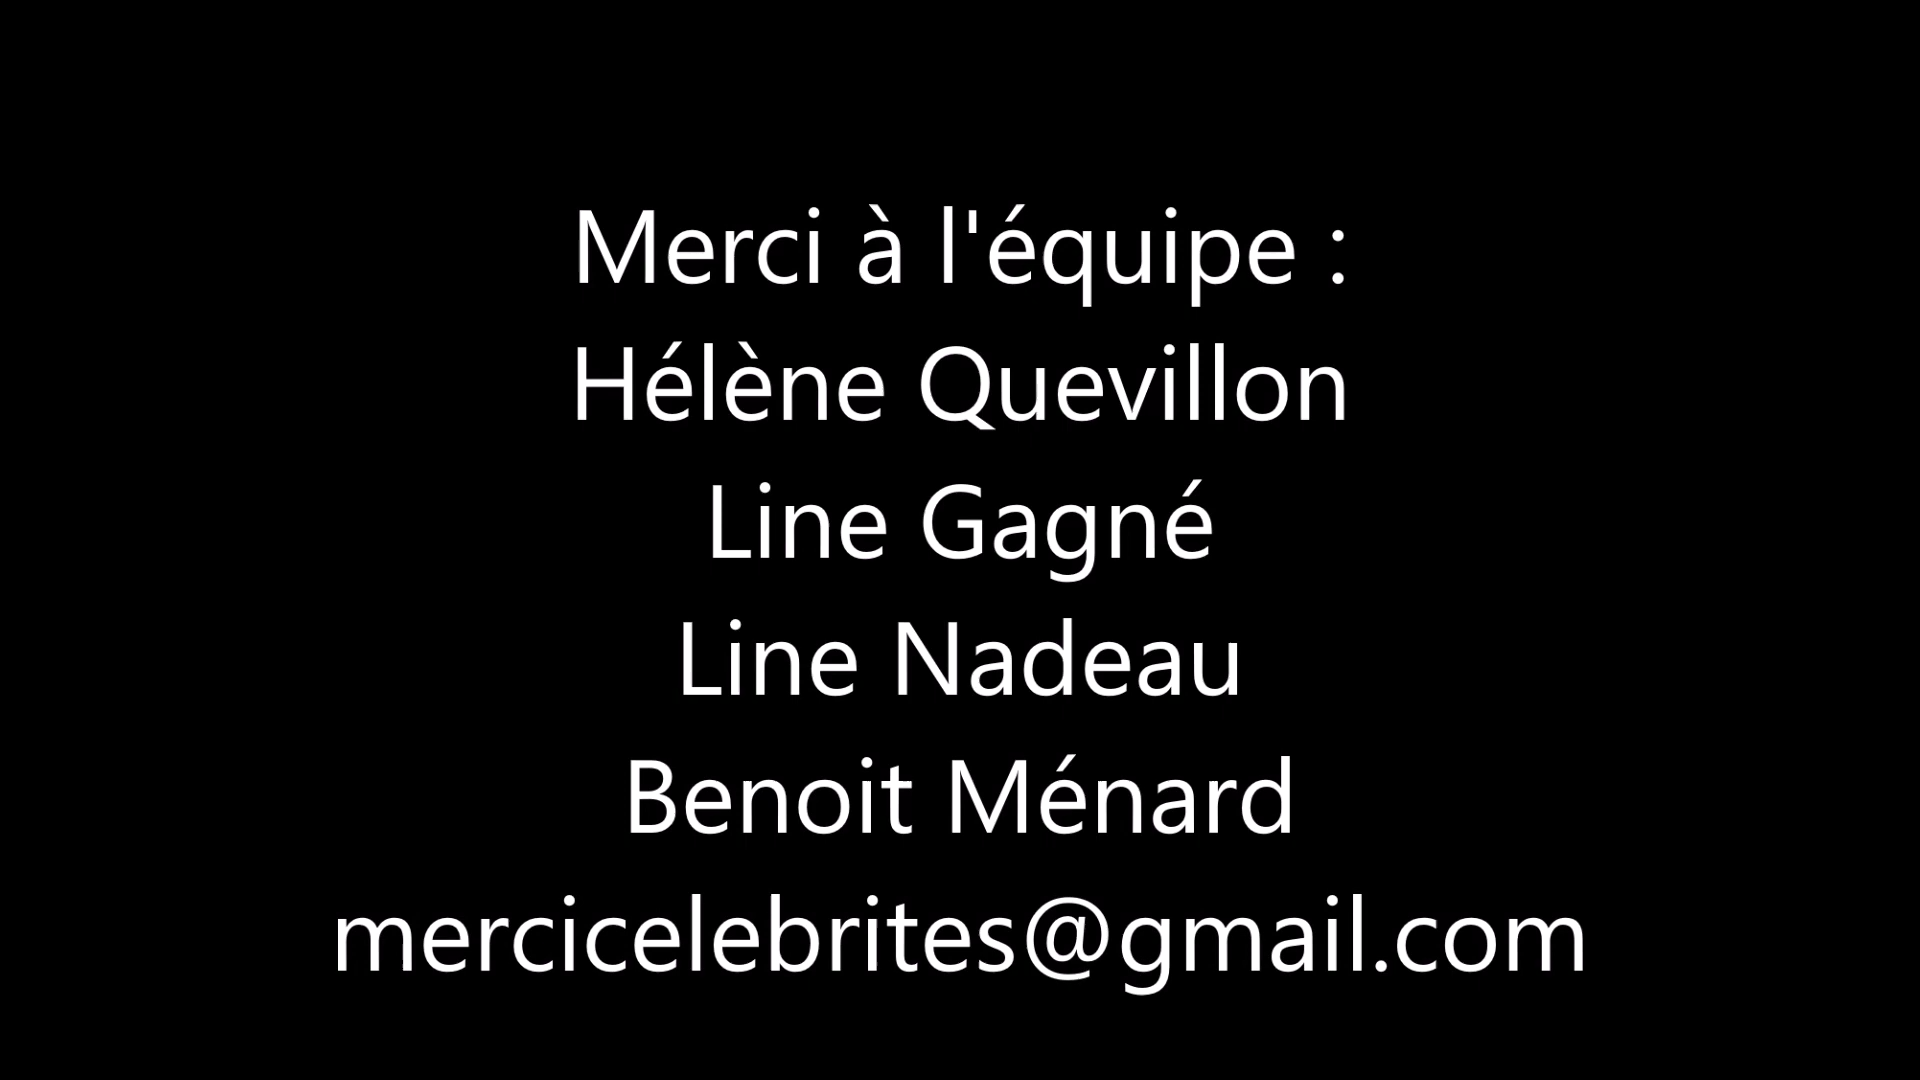 Merci à l'équipe :
Hélène Quevillon
Line Gagné
Line Nadeau
Benoit Ménard
mercicelebrites@gmail.com